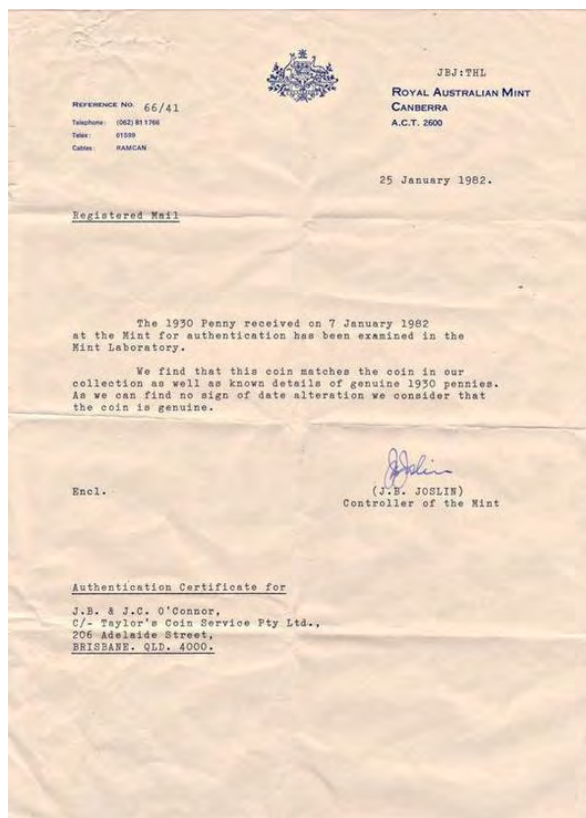 JBJ:THL
ROYAL AUSTRALIAN MINT
CANBERRA
A.C.T. 2600
REFERENCE NO. 66/41
Telephone: (062) 81 1766
Telex: 61599
Cables: RAMCAN
25 January 1982.
Registered Mail
The 1930 Penny received on 7 January 1982
at the Mint for authentication has been examined in the
Mint Laboratory.
We find that this coin matches the coin in our
collection as well as known details of genuine 1930 pennies.
As we can find no sign of date alteration we consider that
the coin is genuine.
JBJoslin
Encl.
(J.B. JOSLIN)
Controller of the Mint
Authentication Certificate for
J.B. & J.C. O'Connor,
C/- Taylor's Coin Service Pty Ltd.,
206 Adelaide Street,
BRISBANE. QLD. 4000.